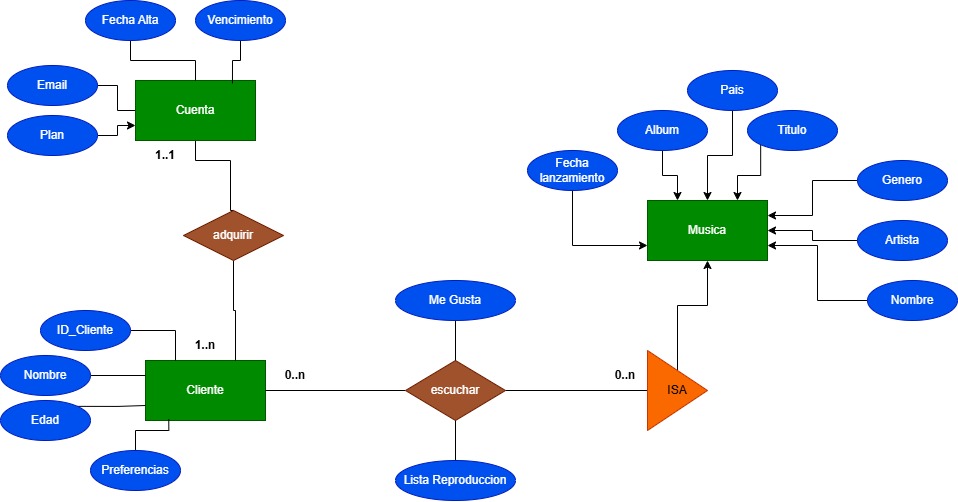 Fecha Alta
Vencimiento
Email
Plan
Cuenta
1..1
adquirir
Pais
Album
Titulo
Fecha
lanzamiento
Genero
Musica
Artista
Nombre
Me Gusta
ID_Cliente
1..n
Nombre
Cliente
Edad
Preferencias
0..n
escuchar
0..n
ISA
Lista Reproduccion